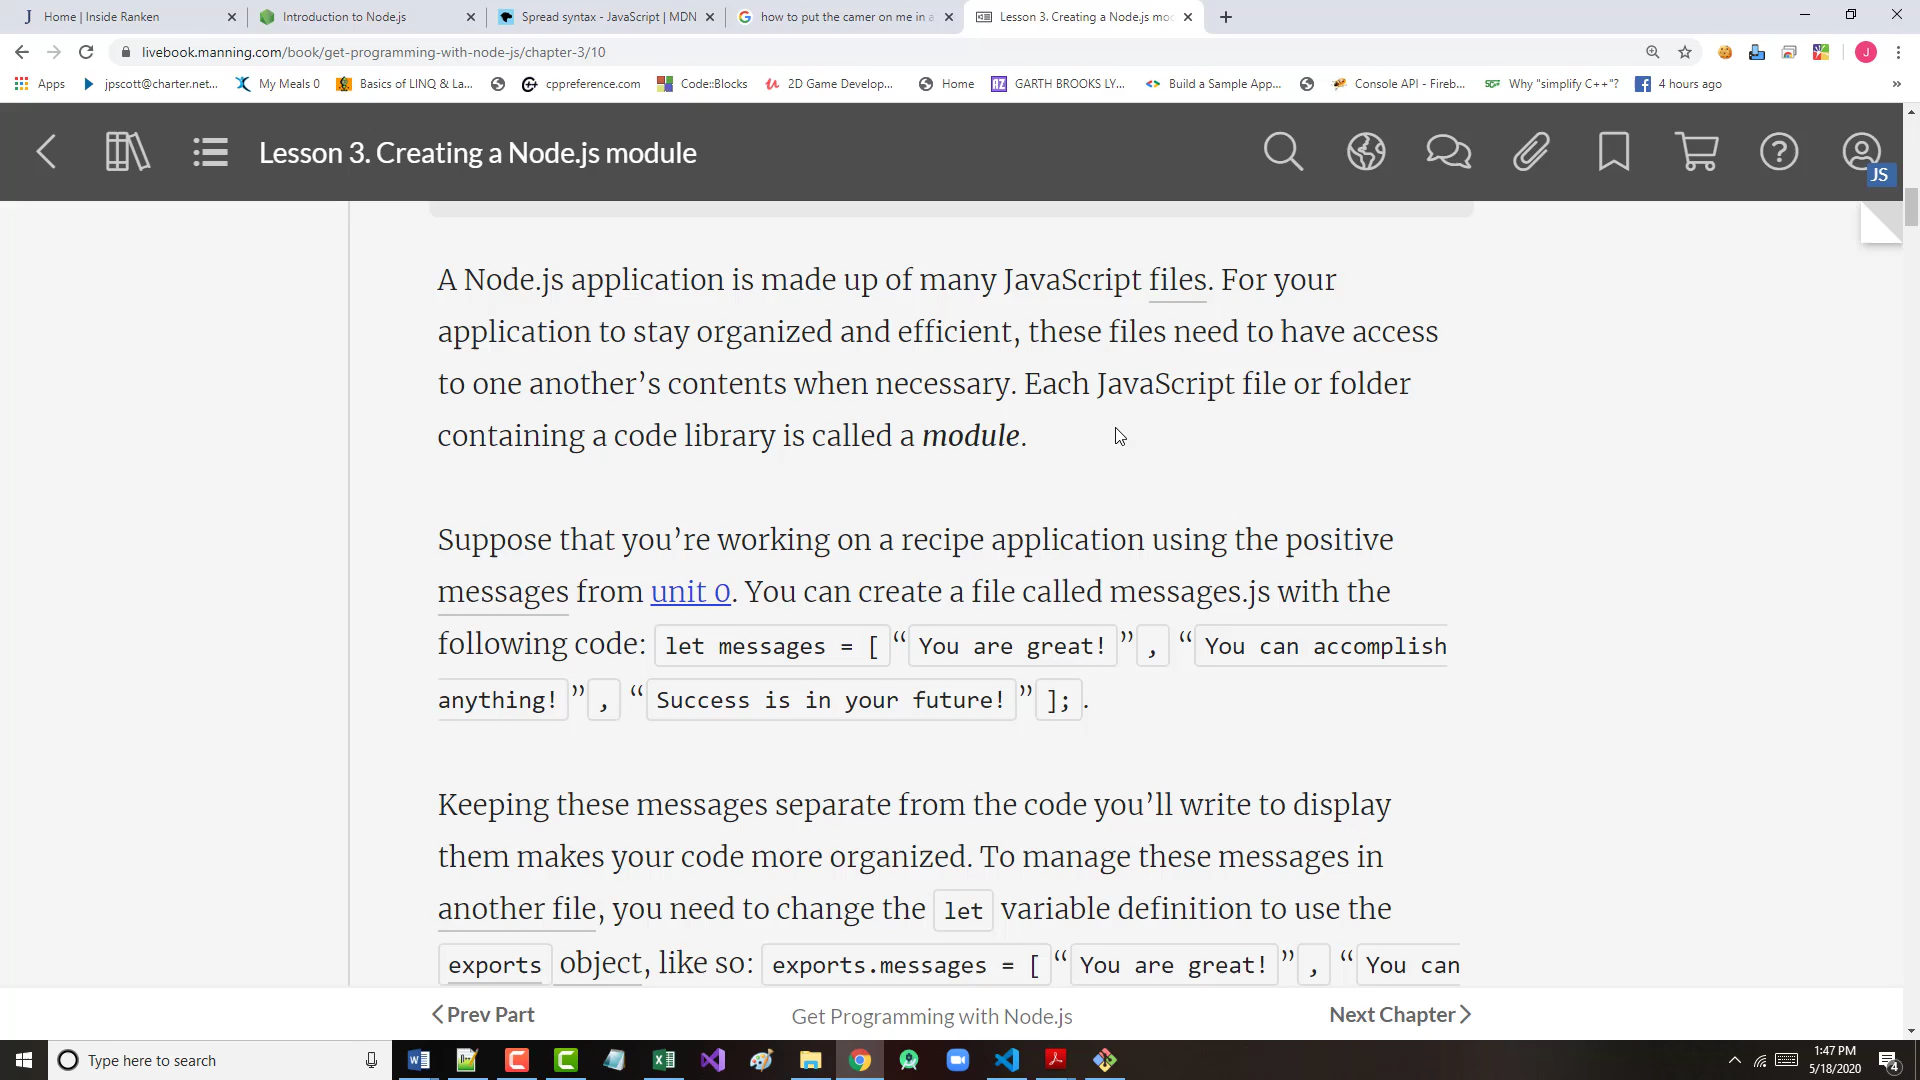 Home | Inside Ranken
Introduction to Node.js
Spread syntax - JavaScript | MDN
how to put the camer on me in a
Lesson 3. Creating a Node.js mod
livebook.manning.com/book/get-programming-with-node-js/chapter-3/10
J
Apps
jpscott@charter.net...
My Meals 0
Basics of LINQ & La...
cppreference.com
Code::Blocks
2D Game Develop...
Home
GARTH BROOKS LY...
Build a Sample App...
Console API - Fireb...
Why "simplify C++"?
4 hours ago
Lesson 3. Creating a Node.js module
JS
A Node.js application is made up of many JavaScript files. For your
application to stay organized and efficient, these files need to have access
to one another’s contents when necessary. Each JavaScript file or folder
containing a code library is called a module.
Suppose that you’re working on a recipe application using the positive
messages from unit 0. You can create a file called messages.js with the
following code: let messages = [ “ You are great! ” , “ You can accomplish
anything! ” , “ Success is in your future! ” ]; .
Keeping these messages separate from the code you’ll write to display
them makes your code more organized. To manage these messages in
another file, you need to change the let variable definition to use the
exports object, like so: exports.messages = [ “ You are great! ” , “ You can
Prev Part
Get Programming with Node.js
Next Chapter
Type here to search
1:47 PM
5/18/2020
4